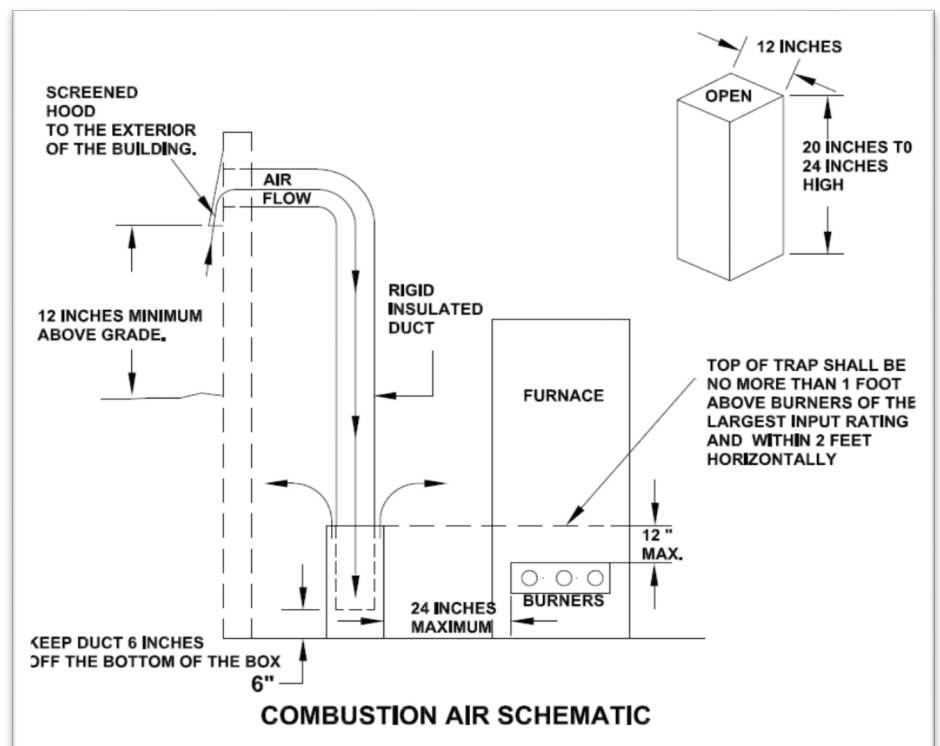 12 INCHES
OPEN
20 INCHES T0
24 INCHES
HIGH
SCREENED
HOOD
TO THE EXTERIOR
OF THE BUILDING.
AIR
FLOW
12 INCHES MINIMUM
ABOVE GRADE.
RIGID
INSULATED
DUCT
FURNACE
TOP OF TRAP SHALL BE
NO MORE THAN 1 FOOT
ABOVE BURNERS OF THE
LARGEST INPUT RATING
AND WITHIN 2 FEET
HORIZONTALLY
12 "
MAX.
BURNERS
24 INCHES
MAXIMUM
KEEP DUCT 6 INCHES
OFF THE BOTTOM OF THE BOX
6"
COMBUSTION AIR SCHEMATIC